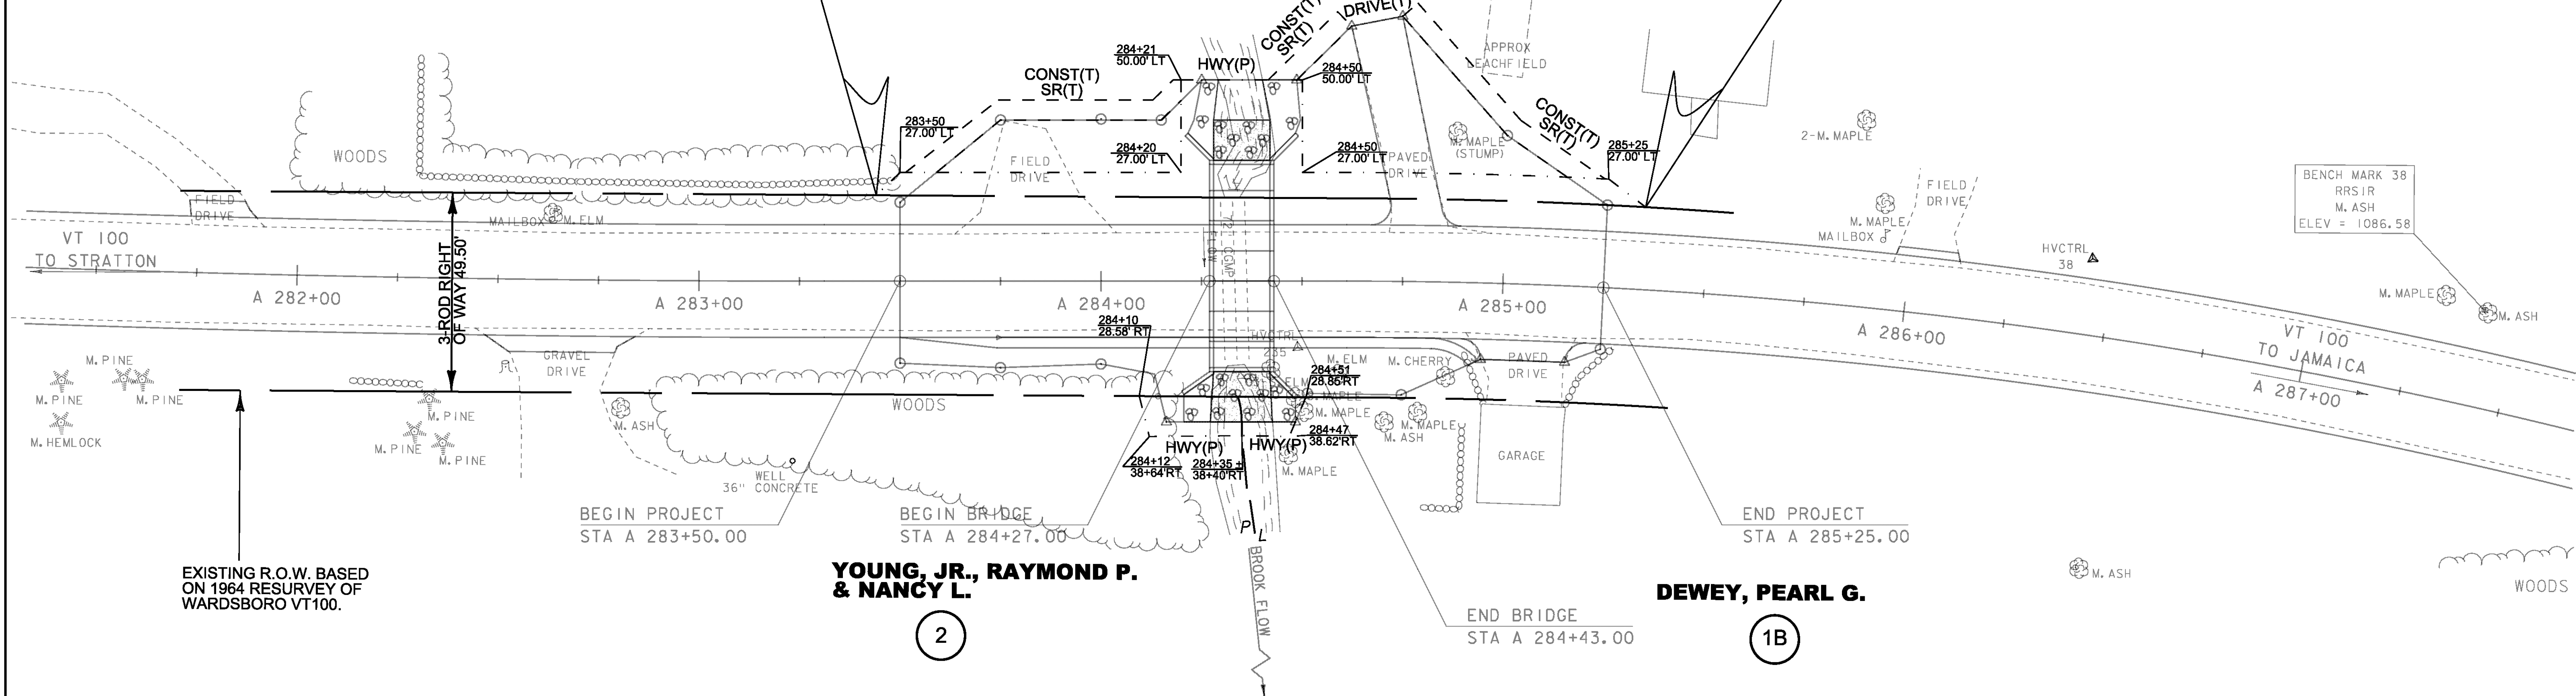 CONST(T)
SR(T)
DRIVE(T)
APPROX
LEACHFIELD
284+21
50.00' LT
HWY(P)
284+50
50.00' LT
CONST(T)
SR(T)
CONST(T)
SR(T)
283+50
27.00' LT
284+20
27.00' LT
284+50
27.00' LT
285+25
27.00' LT
M. MAPLE
(STUMP)
2-M. MAPLE
WOODS
FIELD
DRIVE
PAVED
DRIVE
BENCH MARK 38
RRSIR
M. ASH
ELEV = 1086.58
FIELD
DRIVE
FIELD
DRIVE
MAILBOX
M. ELM
M. MAPLE
MAILBOX
HVCTRL
38
VT 100
TO STRATTON
3-ROD RIGHT
OF WAY 49.50'
FLOW
72" CGMP
A 282+00
A 283+00
A 284+00
A 285+00
A 286+00
M. MAPLE
M. ASH
VT 100
TO JAMAICA
A 287+00
284+10
28.58' RT
HVCTRL
235
M. PINE
M. PINE
M. PINE
M. HEMLOCK
M. PINE
M. PINE
M. PINE
GRAVEL
DRIVE
M. ASH
WOODS
M. ELM
M. CHERRY
PAVED
DRIVE
284+51
28.85'RT
ELM
MAPLE
M. MAPLE
M. MAPLE
M. ASH
284+47
38.62'RT
HWY(P)
HWY(P)
284+12
38+64'RT
284+35 ±
38+40'RT
M. MAPLE
GARAGE
WELL
36" CONCRETE
BEGIN PROJECT
STA A 283+50.00
BEGIN BRIDGE
STA A 284+27.00
P L
END PROJECT
STA A 285+25.00
EXISTING R.O.W. BASED
ON 1964 RESURVEY OF
WARDSBORO VT100.
YOUNG, JR., RAYMOND P.
& NANCY L.
2
BROOK FLOW
END BRIDGE
STA A 284+43.00
DEWEY, PEARL G.
1B
M. ASH
WOODS